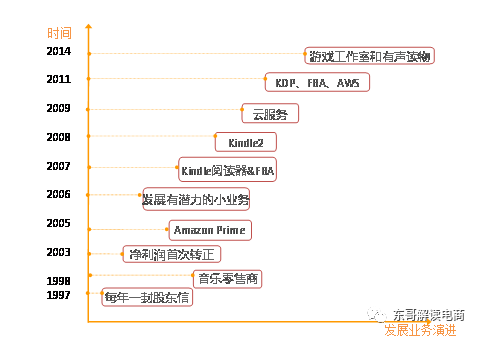 时间
2014 游戏工作室和有声读物
2011 KDP、FBA、AWS
2009 云服务
2008 Kindle2
2007 Kindle阅读器&FBA
2006 发展有潜力的小业务
2005 Amazon Prime
2003 净利润首次转正
1998 音乐零售商
1997 每年一封股东信
东哥解读电商
发展业务演进